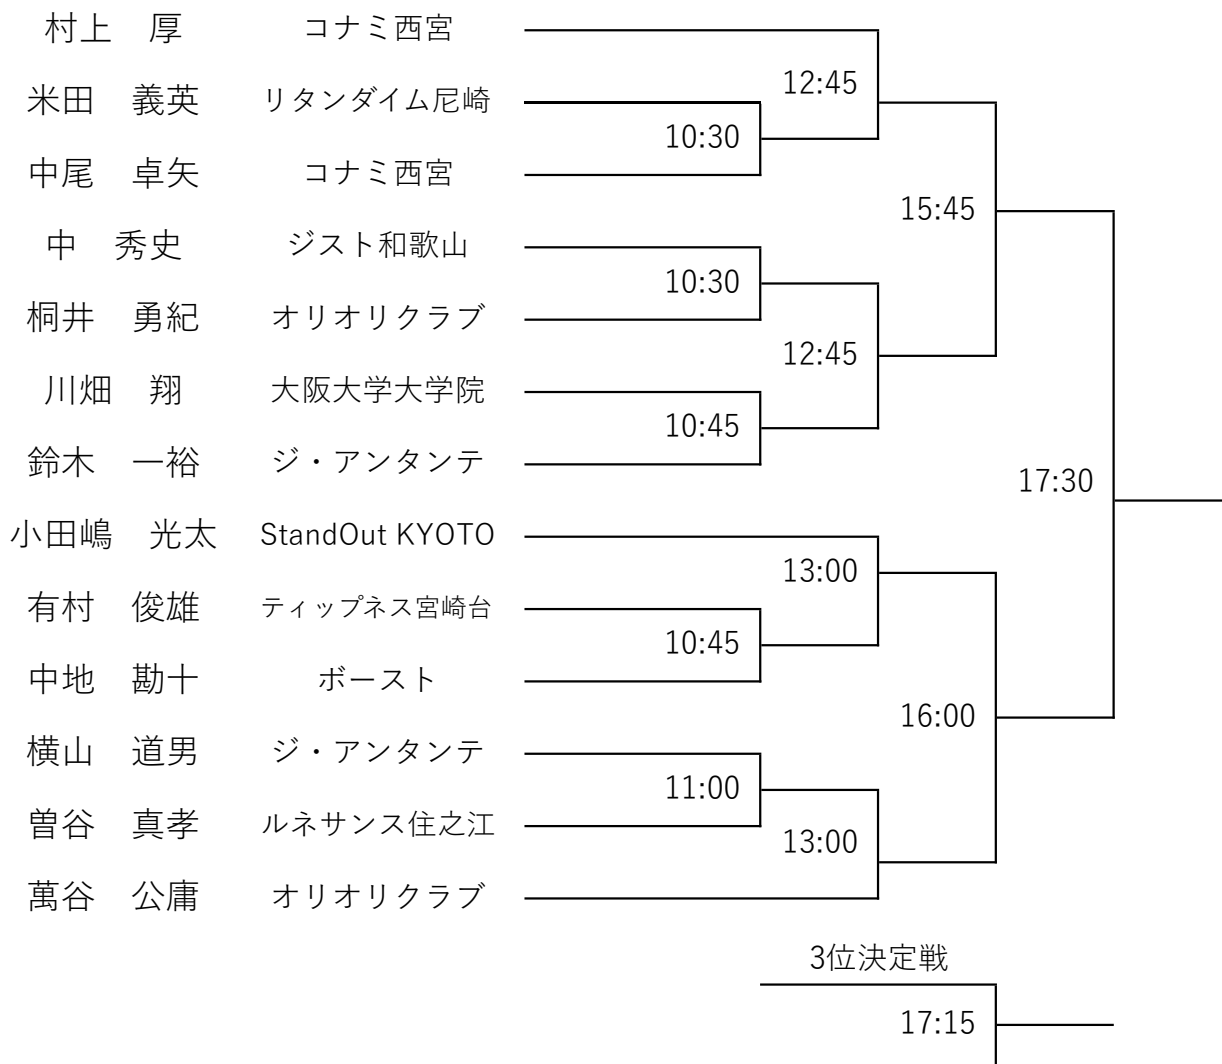 村上　厚　コナミ西宮
12:45
米田　義英　リタンダイム尼崎
10:30
中尾　卓矢　コナミ西宮
15:45
中　秀史　ジスト和歌山
10:30
桐井　勇紀　オリオリクラブ
12:45
川畑　翔　大阪大学大学院
10:45
鈴木　一裕　ジ・アンタンテ
17:30
小田嶋　光太　StandOut KYOTO
13:00
有村　俊雄　ティップネス宮崎台
10:45
中地　勘十　ボースト
16:00
横山　道男　ジ・アンタンテ
11:00
曽谷　真孝　ルネサンス住之江
13:00
萬谷　公庸　オリオリクラブ
3位決定戦
17:15